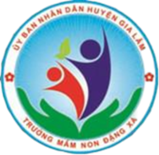 ỦY BAN NHÂN DÂN HUYỆN GIA LÂM
TRƯỜNG MẦM NON ĐẶNG XÁ